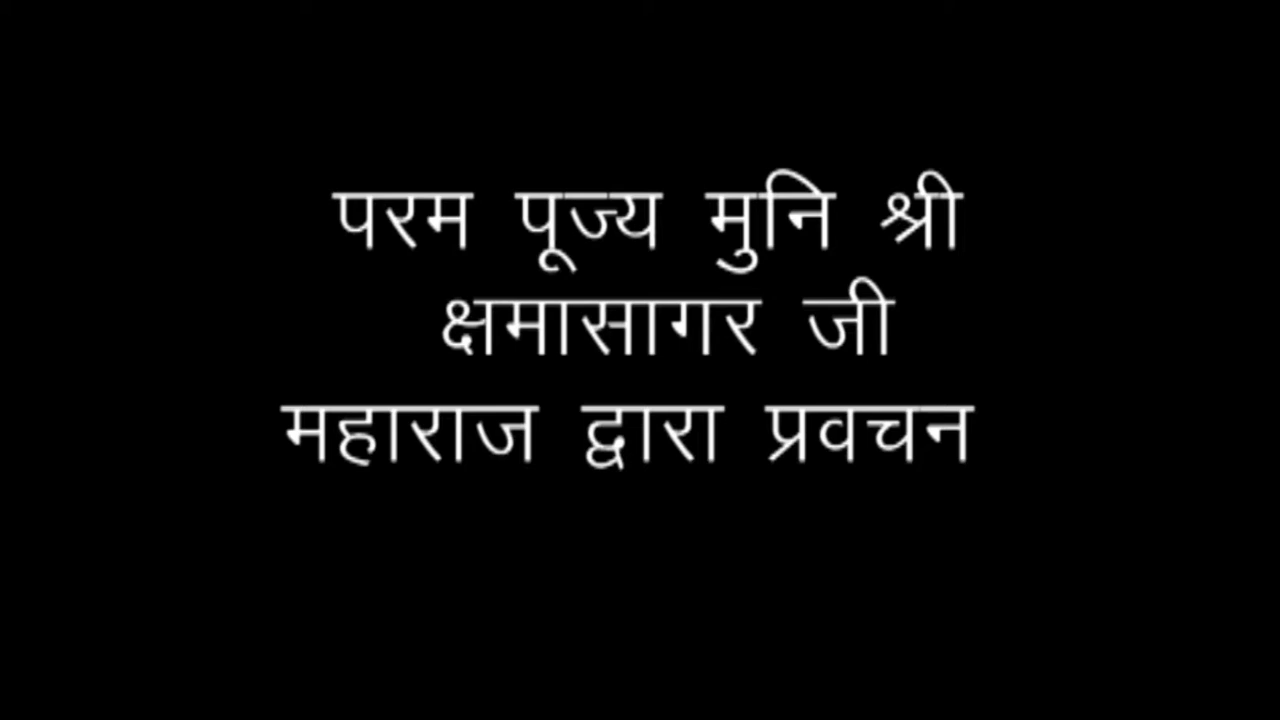 परम पूज्य मुनि श्री
क्षमासागर जी
महाराज द्वारा प्रवचन